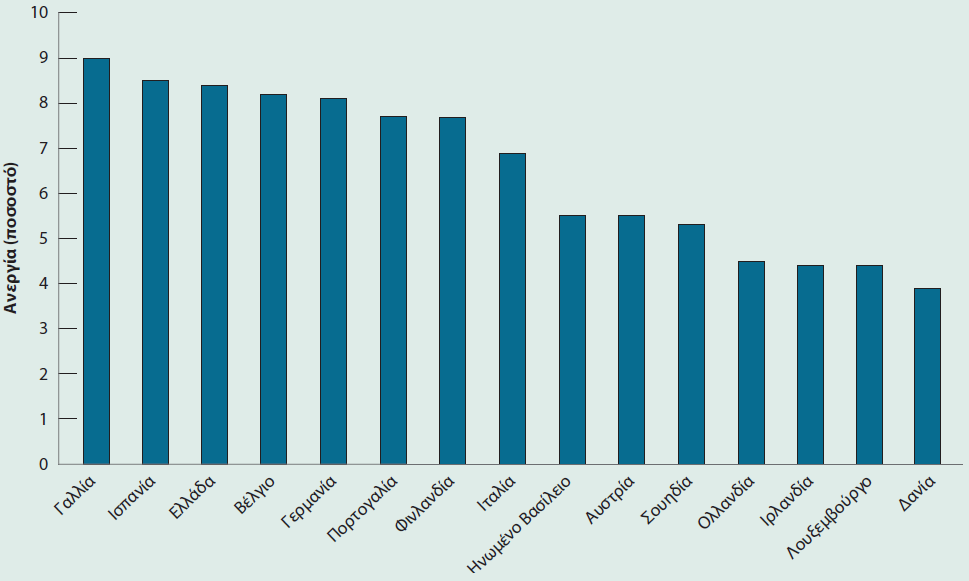 10
9
8
7
6
5
4
3
2
1
0
Ανεργία (ποσοστό)
Γαλλία
Ισπανία
Ελλάδα
Βέλγιο
Γερμανία
Πορτογαλία
Φινλανδία
Ιταλία
Ηνωμένο Βασίλειο
Αυστρία
Σουηδία
Ολλανδία
Ιρλανδία
Λουξεμβούργο
Δανία